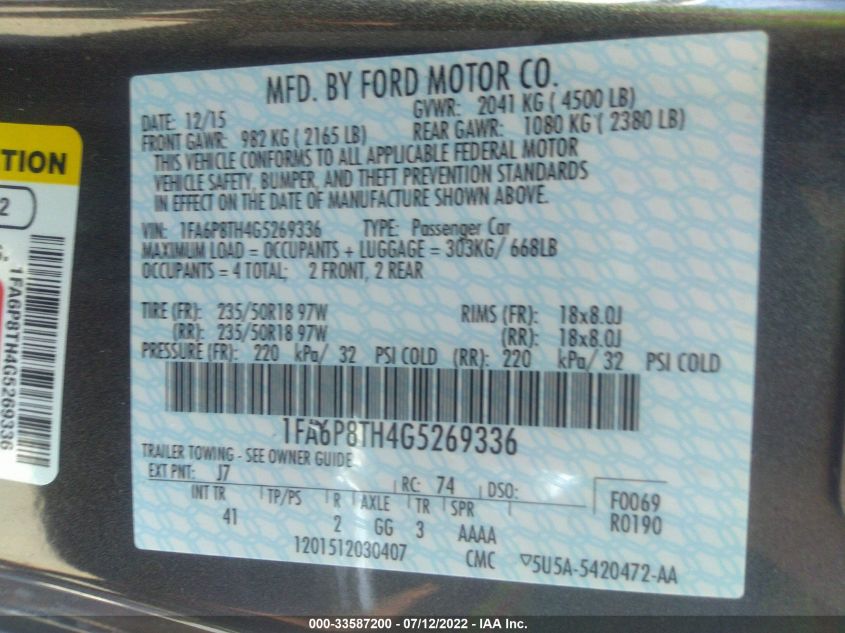 MFD. BY FORD MOTOR CO.
DATE: 12/15 GVWR: 2041 KG ( 4500 LB)
FRONT GAWR: 982 KG ( 2165 LB) REAR GAWR: 1080 KG ( 2380 LB)
THIS VEHICLE CONFORMS TO ALL APPLICABLE FEDERAL MOTOR
VEHICLE SAFETY, BUMPER, AND THEFT PREVENTION STANDARDS
IN EFFECT ON THE DATE OF MANUFACTURE SHOWN ABOVE.
VIN: 1FA6P8TH4G5269336 TYPE: Passenger Car
MAXIMUM LOAD = OCCUPANTS + LUGGAGE = 303KG/ 668LB
OCCUPANTS = 4 TOTAL; 2 FRONT, 2 REAR
TIRE (FR): 235/50R18 97W RIMS (FR): 18x8.0J
(RR): 235/50R18 97W (RR): 18x8.0J
PRESSURE (FR): 220 kPa/ 32 PSI COLD (RR): 220 kPa/ 32 PSI COLD
1FA6P8TH4G5269336
TRAILER TOWING - SEE OWNER GUIDE
EXT PNT: J7 RC: 74 DSO: F0069
INT TR TP/PS R AXLE TR SPR R0190
41 2 GG 3 AAAA
1201512030407 CMC ▽5U5A-5420472-AA
TION
2
1FA6P8TH4G5269336
000-33587200 - 07/12/2022 - IAA Inc.